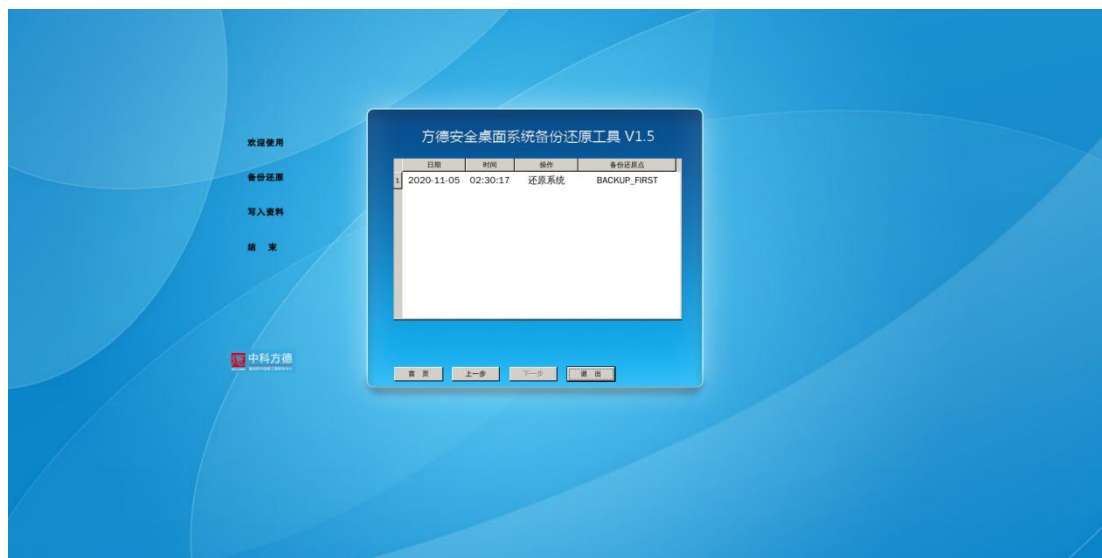 方德安全桌面系统备份还原工具 V1.5
欢迎使用
备份还原
写入资料
结 束
日期 时间 操作 备份还原点
1 2020-11-05 02:30:17 还原系统 BACKUP_FIRST
中科方德
首 页 上一步 下一步 退 出